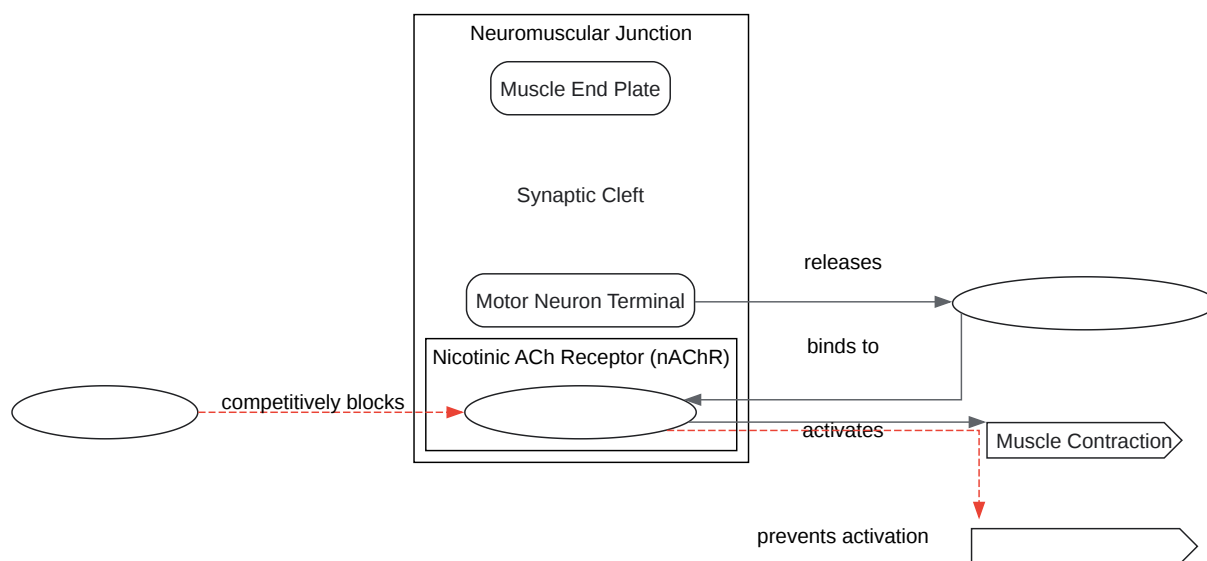 Neuromuscular Junction
Muscle End Plate
Synaptic Cleft
releases
Motor Neuron Terminal
binds to
Nicotinic ACh Receptor (nAChR)
competitively blocks
activates
Muscle Contraction
prevents activation